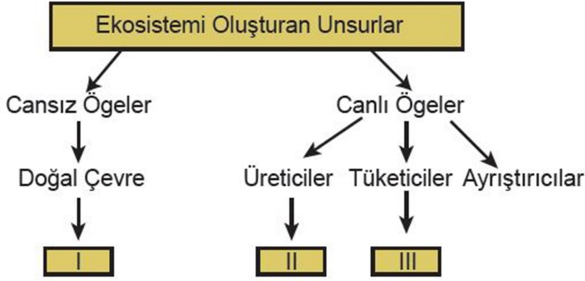 Ekosistemi Oluşturan Unsurlar
Cansız Ögeler
Canlı Ögeler
Doğal Çevre
Üreticiler
Tüketiciler
Ayrıştırıcılar
I
II
III